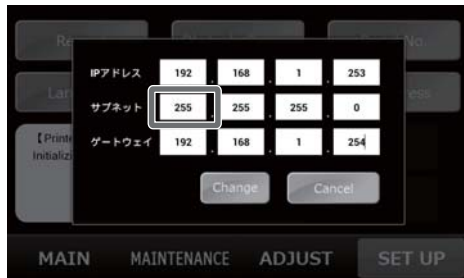 IPアドレス 192 . 168 . 1 . 253
サブネット 255 . 255 . 255 . 0
ゲートウェイ 192 . 168 . 1 . 254
Change Cancel
MAIN MAINTENANCE ADJUST SET UP